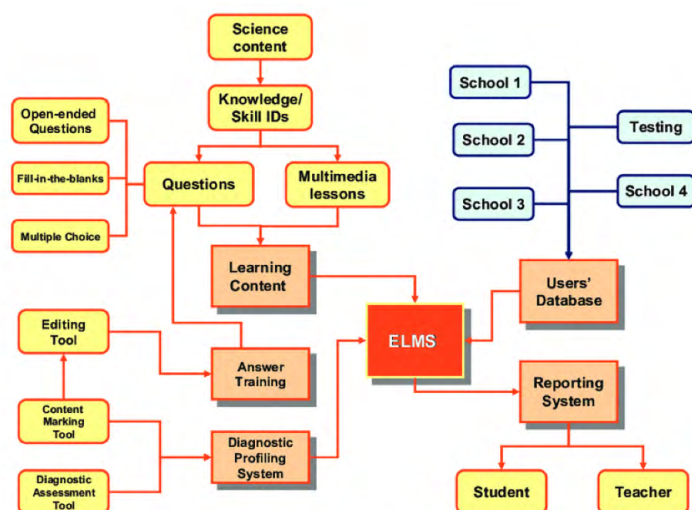 Science
content
School 1
Knowledge/
Skill IDs
Open-ended
Questions
School 2
Testing
Fill-in-the-blanks
Questions
Multimedia
lessons
School 3
School 4
Multiple Choice
Learning
Content
Users'
Database
Editing
Tool
ELMS
Answer
Training
Reporting
System
Content
Marking
Tool
Diagnostic
Profiling
System
Diagnostic
Assessment
Tool
Student
Teacher